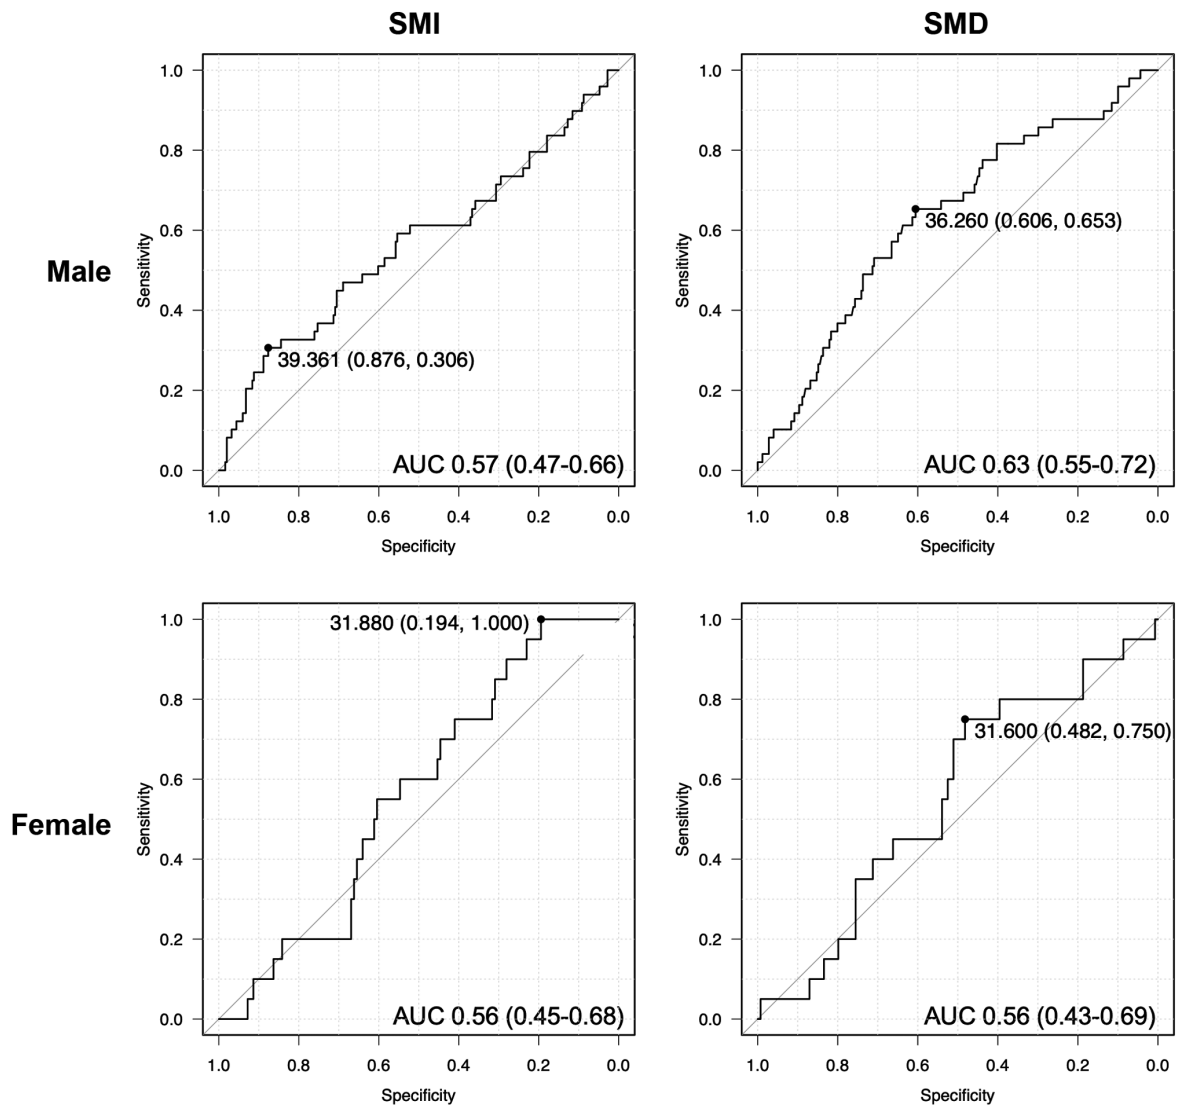 SMI
SMD
Male
Female
Sensitivity
1.0
0.8
0.6
0.4
0.2
0.0
39.361 (0.876, 0.306)
AUC 0.57 (0.47-0.66)
1.0 0.8 0.6 0.4 0.2 0.0
Specificity
Sensitivity
1.0
0.8
0.6
0.4
0.2
0.0
36.260 (0.606, 0.653)
AUC 0.63 (0.55-0.72)
1.0 0.8 0.6 0.4 0.2 0.0
Specificity
Sensitivity
1.0
0.8
0.6
0.4
0.2
0.0
31.880 (0.194, 1.000)
AUC 0.56 (0.45-0.68)
1.0 0.8 0.6 0.4 0.2 0.0
Specificity
Sensitivity
1.0
0.8
0.6
0.4
0.2
0.0
31.600 (0.482, 0.750)
AUC 0.56 (0.43-0.69)
1.0 0.8 0.6 0.4 0.2 0.0
Specificity